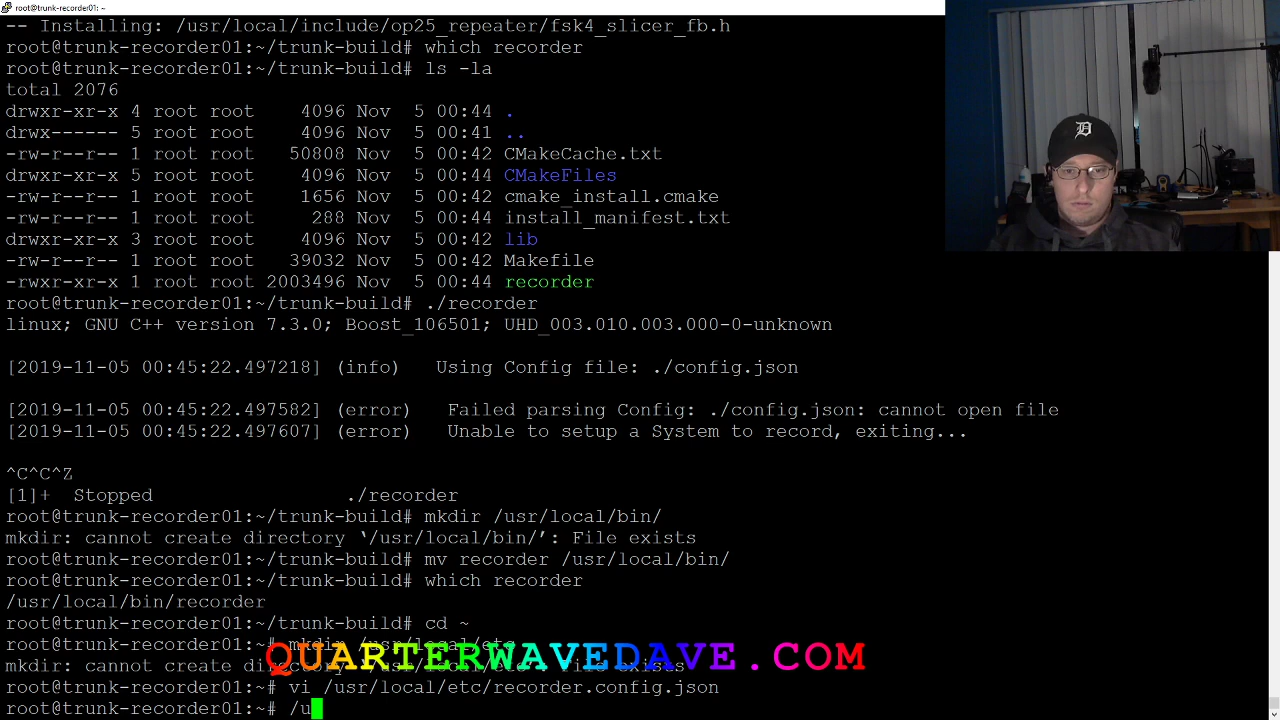 root@trunk-recorder01: ~
-- Installing: /usr/local/include/op25_repeater/fsk4_slicer_fb.h
root@trunk-recorder01:~/trunk-build# which recorder
root@trunk-recorder01:~/trunk-build# ls -la
total 2076
drwxr-xr-x 4 root root    4096 Nov  5 00:44 .
drwx------ 5 root root    4096 Nov  5 00:41 ..
-rw-r--r-- 1 root root   50808 Nov  5 00:42 CMakeCache.txt
drwxr-xr-x 5 root root    4096 Nov  5 00:44 CMakeFiles
-rw-r--r-- 1 root root    1656 Nov  5 00:42 cmake_install.cmake
-rw-r--r-- 1 root root     288 Nov  5 00:44 install_manifest.txt
drwxr-xr-x 3 root root    4096 Nov  5 00:42 lib
-rw-r--r-- 1 root root   39032 Nov  5 00:42 Makefile
-rwxr-xr-x 1 root root 2003496 Nov  5 00:44 recorder
root@trunk-recorder01:~/trunk-build# ./recorder
linux; GNU C++ version 7.3.0; Boost_106501; UHD_003.010.003.000-0-unknown
[2019-11-05 00:45:22.497218] (info)   Using Config file: ./config.json
[2019-11-05 00:45:22.497582] (error)   Failed parsing Config: ./config.json: cannot open file
[2019-11-05 00:45:22.497607] (error)   Unable to setup a System to record, exiting...
^C^C^Z
[1]+  Stopped                 ./recorder
root@trunk-recorder01:~/trunk-build# mkdir /usr/local/bin/
mkdir: cannot create directory ‘/usr/local/bin/’: File exists
root@trunk-recorder01:~/trunk-build# mv recorder /usr/local/bin/
root@trunk-recorder01:~/trunk-build# which recorder
/usr/local/bin/recorder
root@trunk-recorder01:~/trunk-build# cd ~
root@trunk-recorder01:~# mkdir /usr/local/etc
mkdir: cannot create directory exists
QUARTERWAVEDAVE.COM
root@trunk-recorder01:~# vi /usr/local/etc/recorder.config.json
root@trunk-recorder01:~# /u